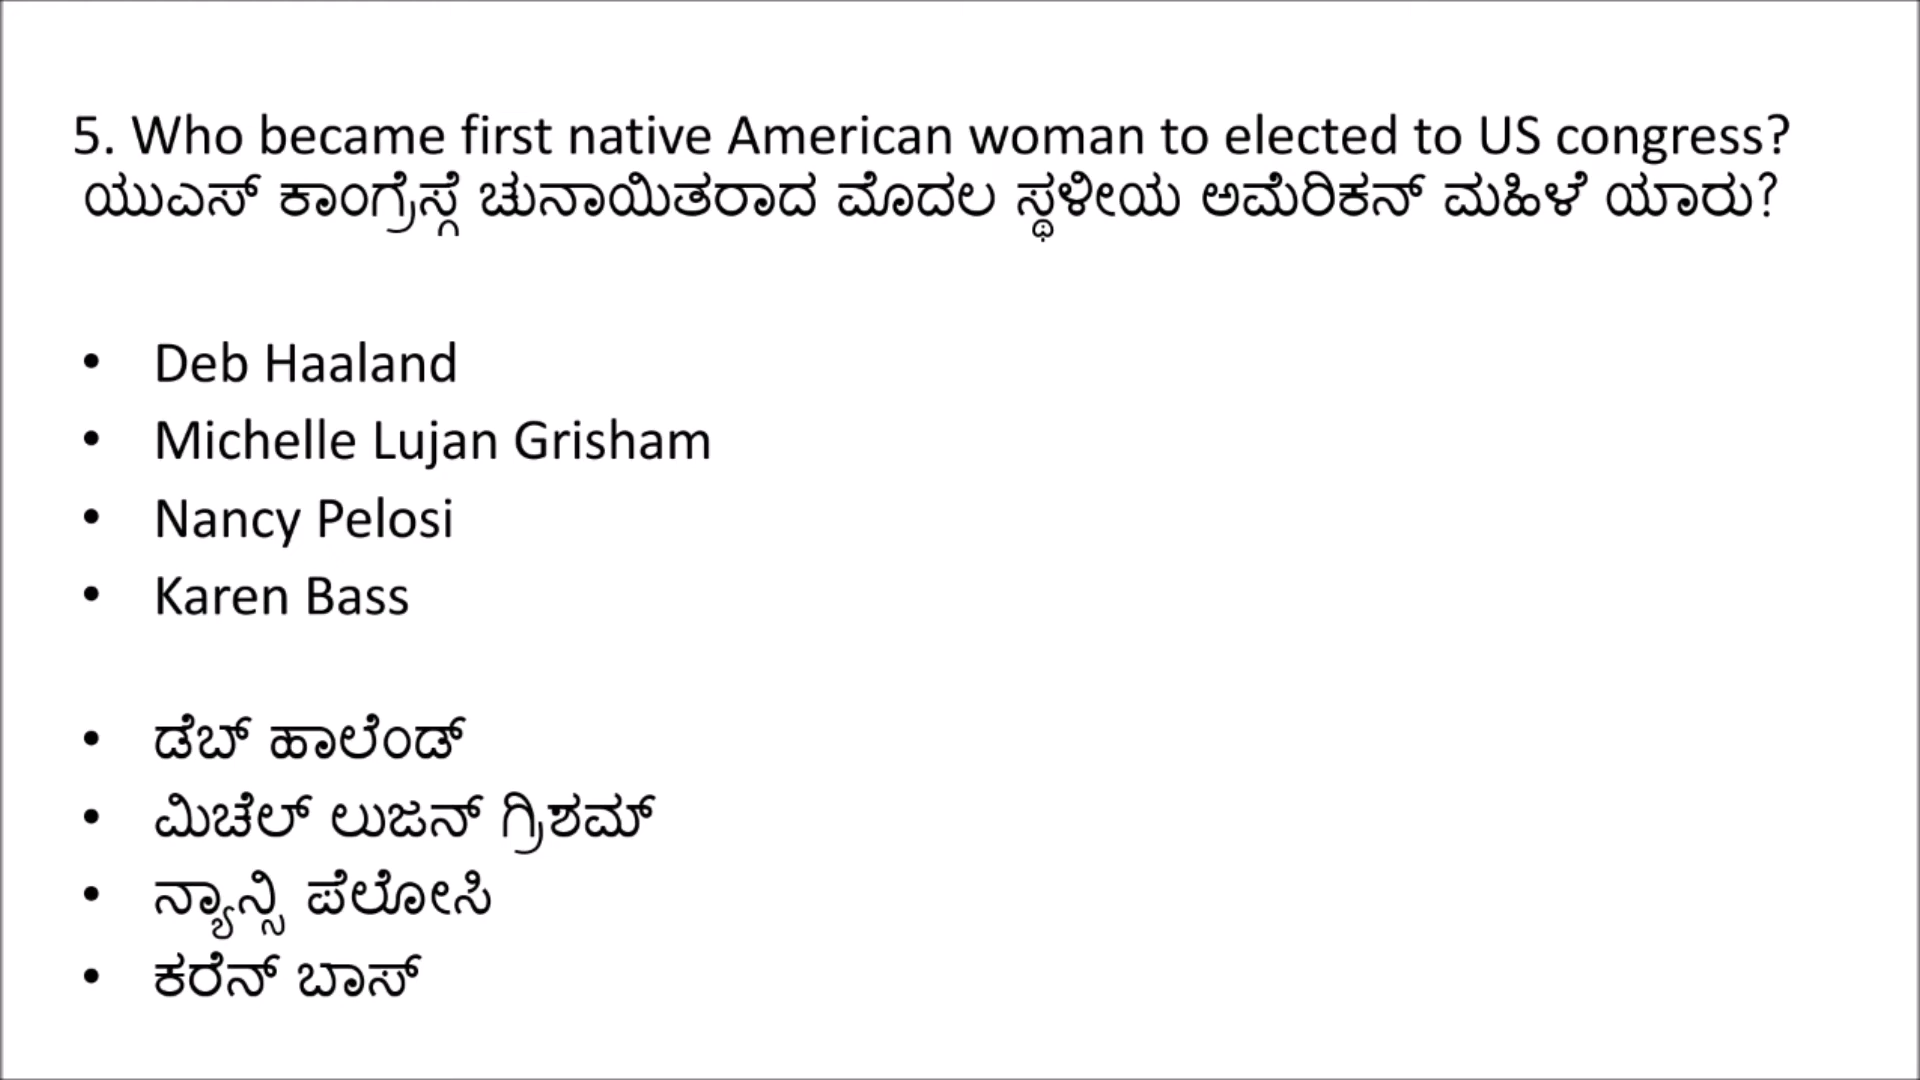 5. Who became first native American woman to elected to US congress?
ಯುಎಸ್ ಕಾಂಗ್ರೆಸ್ಗೆ ಚುನಾಯಿತರಾದ ಮೊದಲ ಸ್ಥಳೀಯ ಅಮೆರಿಕನ್ ಮಹಿಳೆ ಯಾರು?
• Deb Haaland
• Michelle Lujan Grisham
• Nancy Pelosi
• Karen Bass
• ಡೆಬ್ ಹಾಲೆಂಡ್
• ಮಿಚೆಲ್ ಲುಜನ್ ಗ್ರಿಶಮ್
• ನ್ಯಾನ್ಸಿ ಪೆಲೋಸಿ
• ಕರೆನ್ ಬಾಸ್